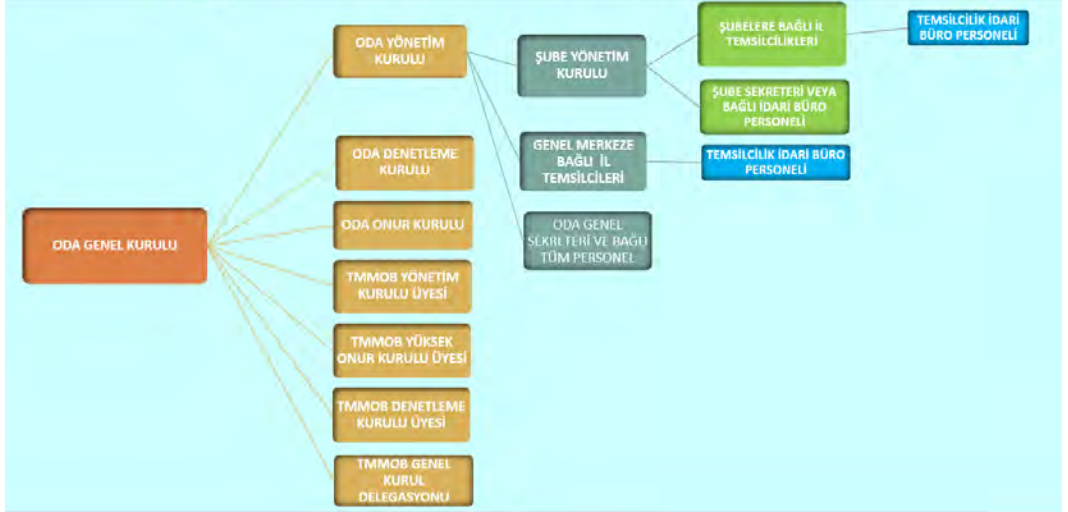 ODA GENEL KURULU
ODA YÖNETİM
KURULU
ODA DENETLEME
KURULU
ODA ONUR KURULU
TMMOB YÖNETİM
KURULU ÜYESİ
TMMOB YÜKSEK
ONUR KURULU ÜYESİ
TMMOB DENETLEME
KURULU ÜYESİ
TMMOB GENEL
KURUL
DELEGASYONU
ŞUBE YÖNETİM
KURULU
GENEL MERKEZE
BAĞLI İL
TEMSİLCİLERİ
ODA GENEL
SEKRETERİ VE BAĞLI
TÜM PERSONEL
ŞUBELERE BAĞLI İL
TEMSİLCİLİKLERİ
ŞUBE SEKRETERİ VEYA
BAĞLI İDARİ BÜRO
PERSONELİ
TEMSİLCİLİK İDARİ BÜRO
PERSONELİ
TEMSİLCİLİK İDARİ
BÜRO PERSONELİ